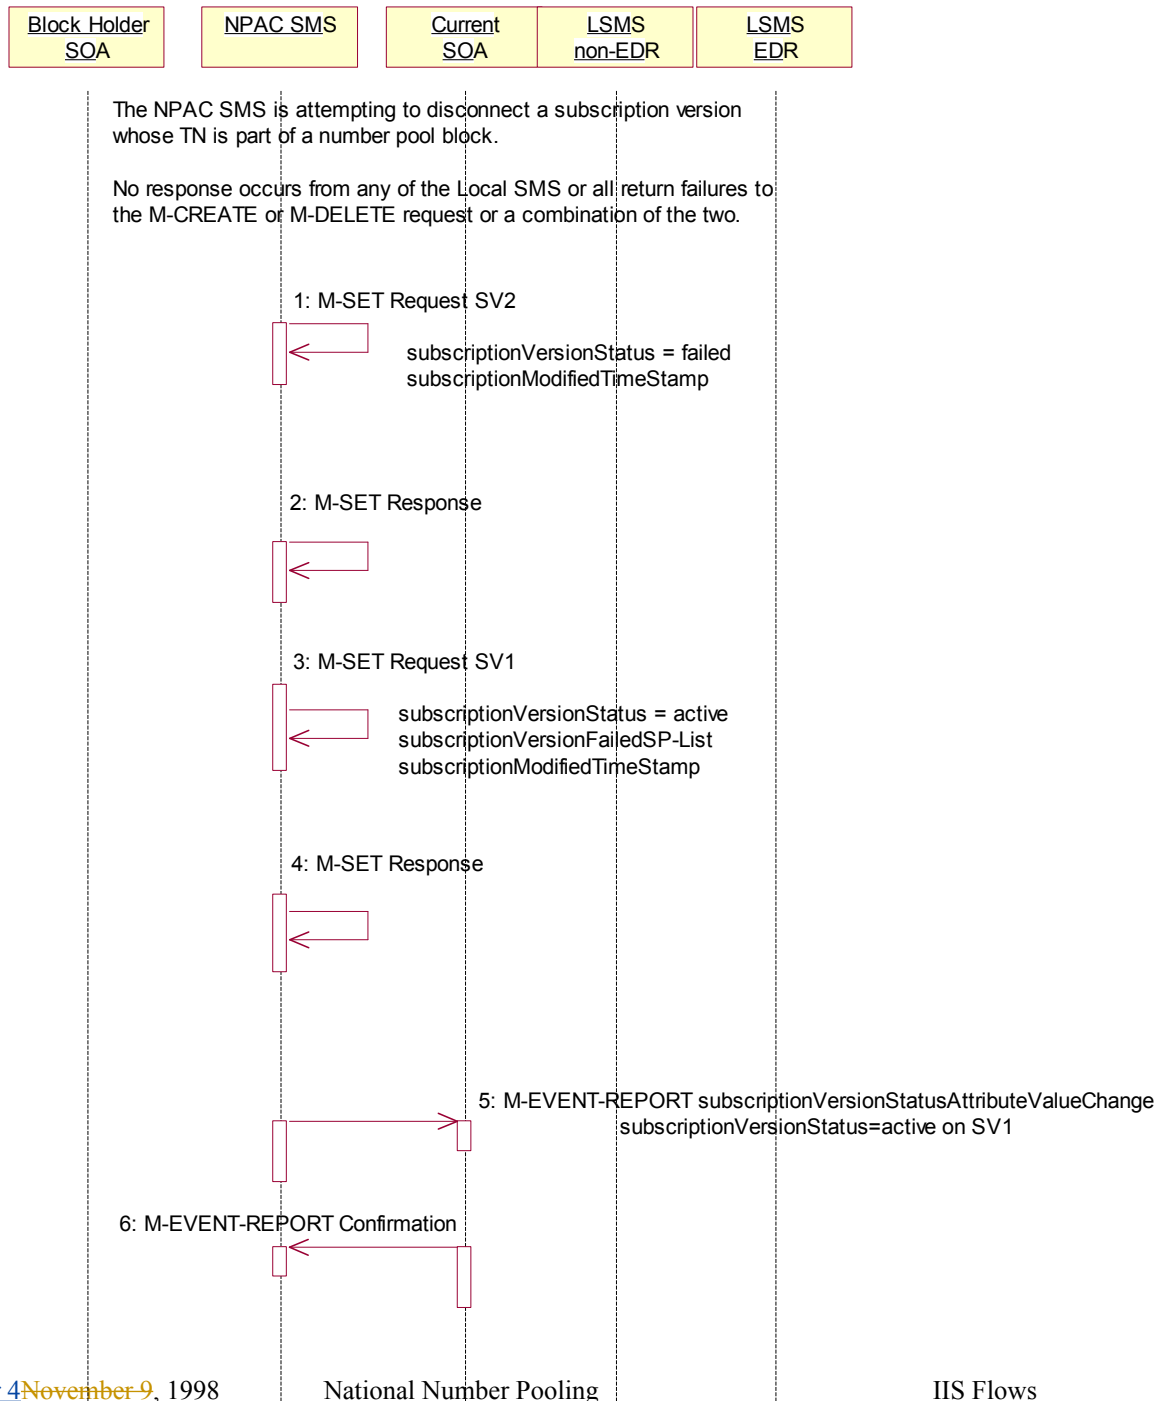 Block Holder
SOA
NPAC SMS
Current
SOA
LSMS
non-EDR
LSMS
EDR
The NPAC SMS is attempting to disconnect a subscription version
whose TN is part of a number pool block.
No response occurs from any of the Local SMS or all return failures to
the M-CREATE or M-DELETE request or a combination of the two.
1: M-SET Request SV2
subscriptionVersionStatus = failed
subscriptionModifiedTimeStamp
2: M-SET Response
3: M-SET Request SV1
subscriptionVersionStatus = active
subscriptionVersionFailedSP-List
subscriptionModifiedTimeStamp
4: M-SET Response
5: M-EVENT-REPORT subscriptionVersionStatusAttributeValueChange
subscriptionVersionStatus=active on SV1
6: M-EVENT-REPORT Confirmation
4November 9, 1998 National Number Pooling IIS Flows